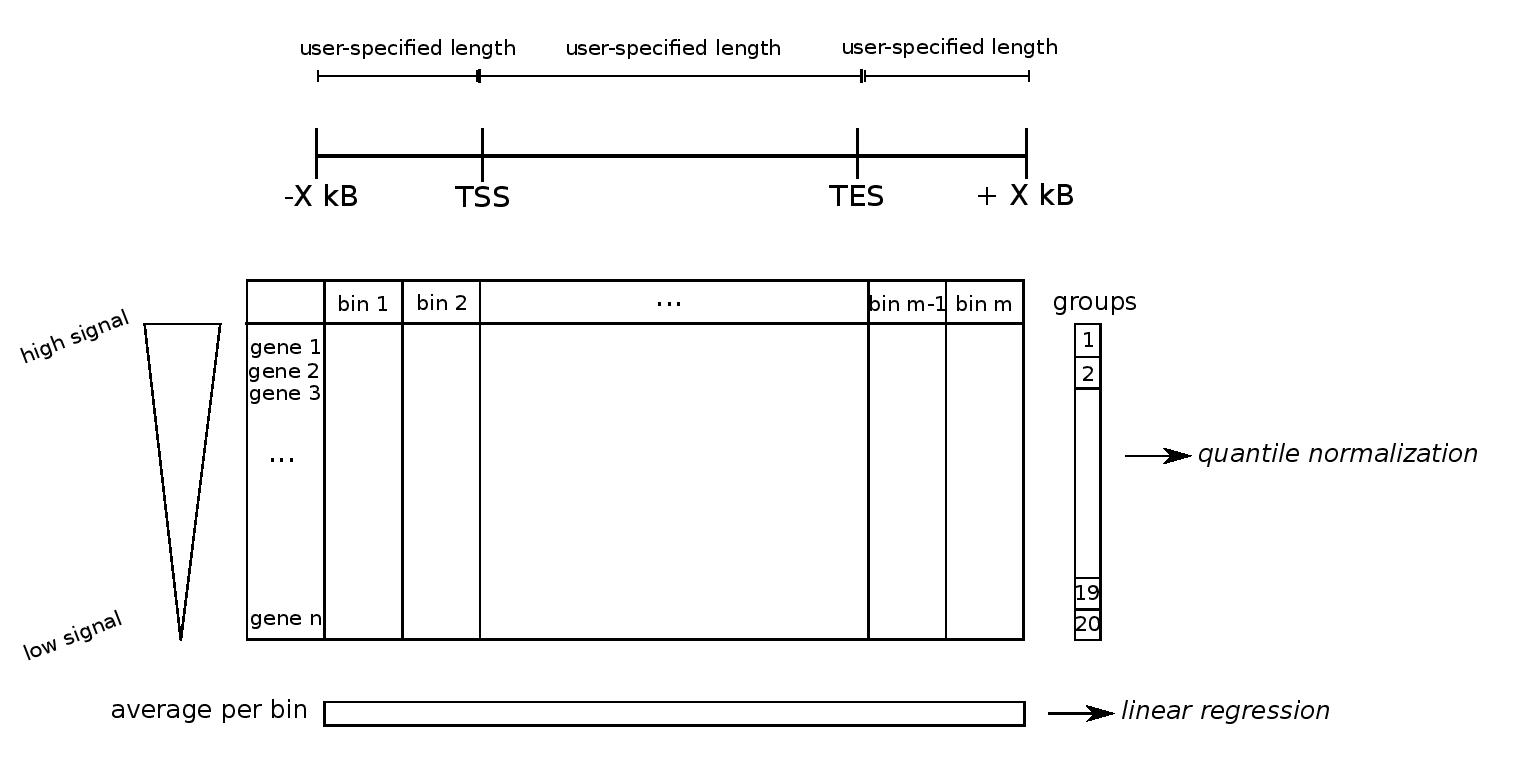 user-specified length user-specified length user-specified length
-X kB TSS TES + X kB
bin 1 bin 2 ... bin m-1 bin m groups
high signal
gene 1 1
gene 2 2
gene 3
... quantile normalization
19
gene n 20
low signal
average per bin linear regression